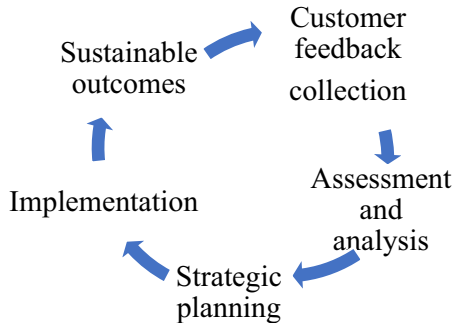 Customer
feedback
collection
Assessment
and
analysis
Strategic
planning
Implementation
Sustainable
outcomes